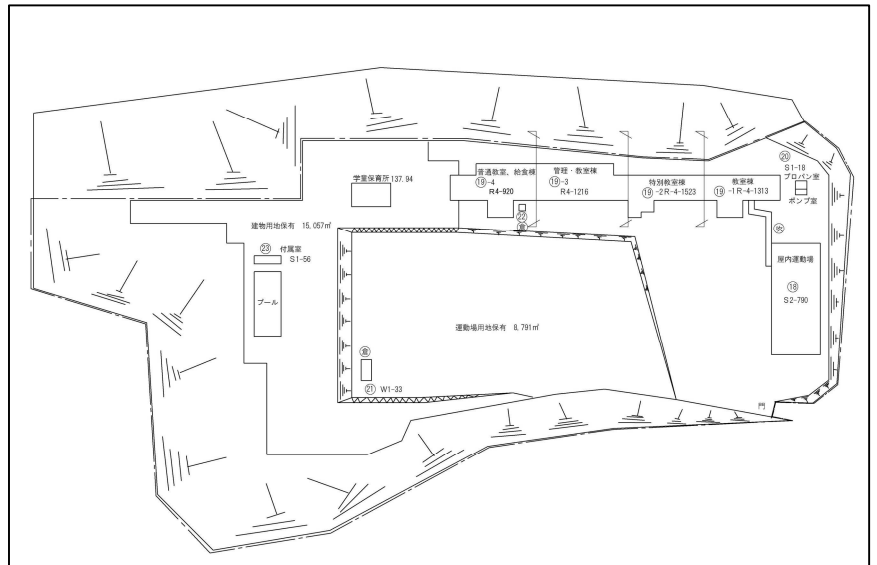 ⑳
S1-18
プロパン室
ポンプ室
普通教室、給食棟
⑲-4
R4-920
管理・教室棟
⑲-3
R4-1216
特別教室棟
⑲-2R-4-1523
教室棟
⑲-1R-4-1313
学童保育所137.94
㉒
倉
建物用地保有 15,057㎡
㉓ 付属室
S1-56
プール
屋内運動場
⑱
S2-790
運動場用地保有 8,791㎡
倉
㉑ W1-33
門